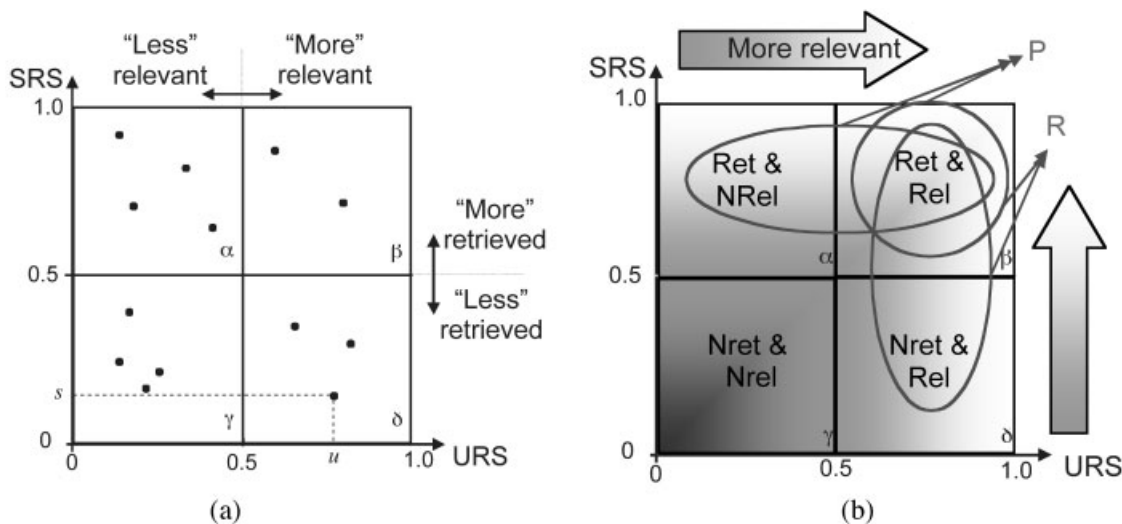 “Less”
relevant
“More”
relevant
SRS
1.0
α
β
“More”
retrieved
0.5
“Less”
retrieved
s
γ
δ
0
0
0.5
u
1.0
URS
(a)
More relevant
P
SRS
1.0
R
Ret &
NRel
Ret &
Rel
α
β
0.5
Nret &
Nrel
Nret &
Rel
γ
δ
0
0
0.5
1.0
URS
(b)